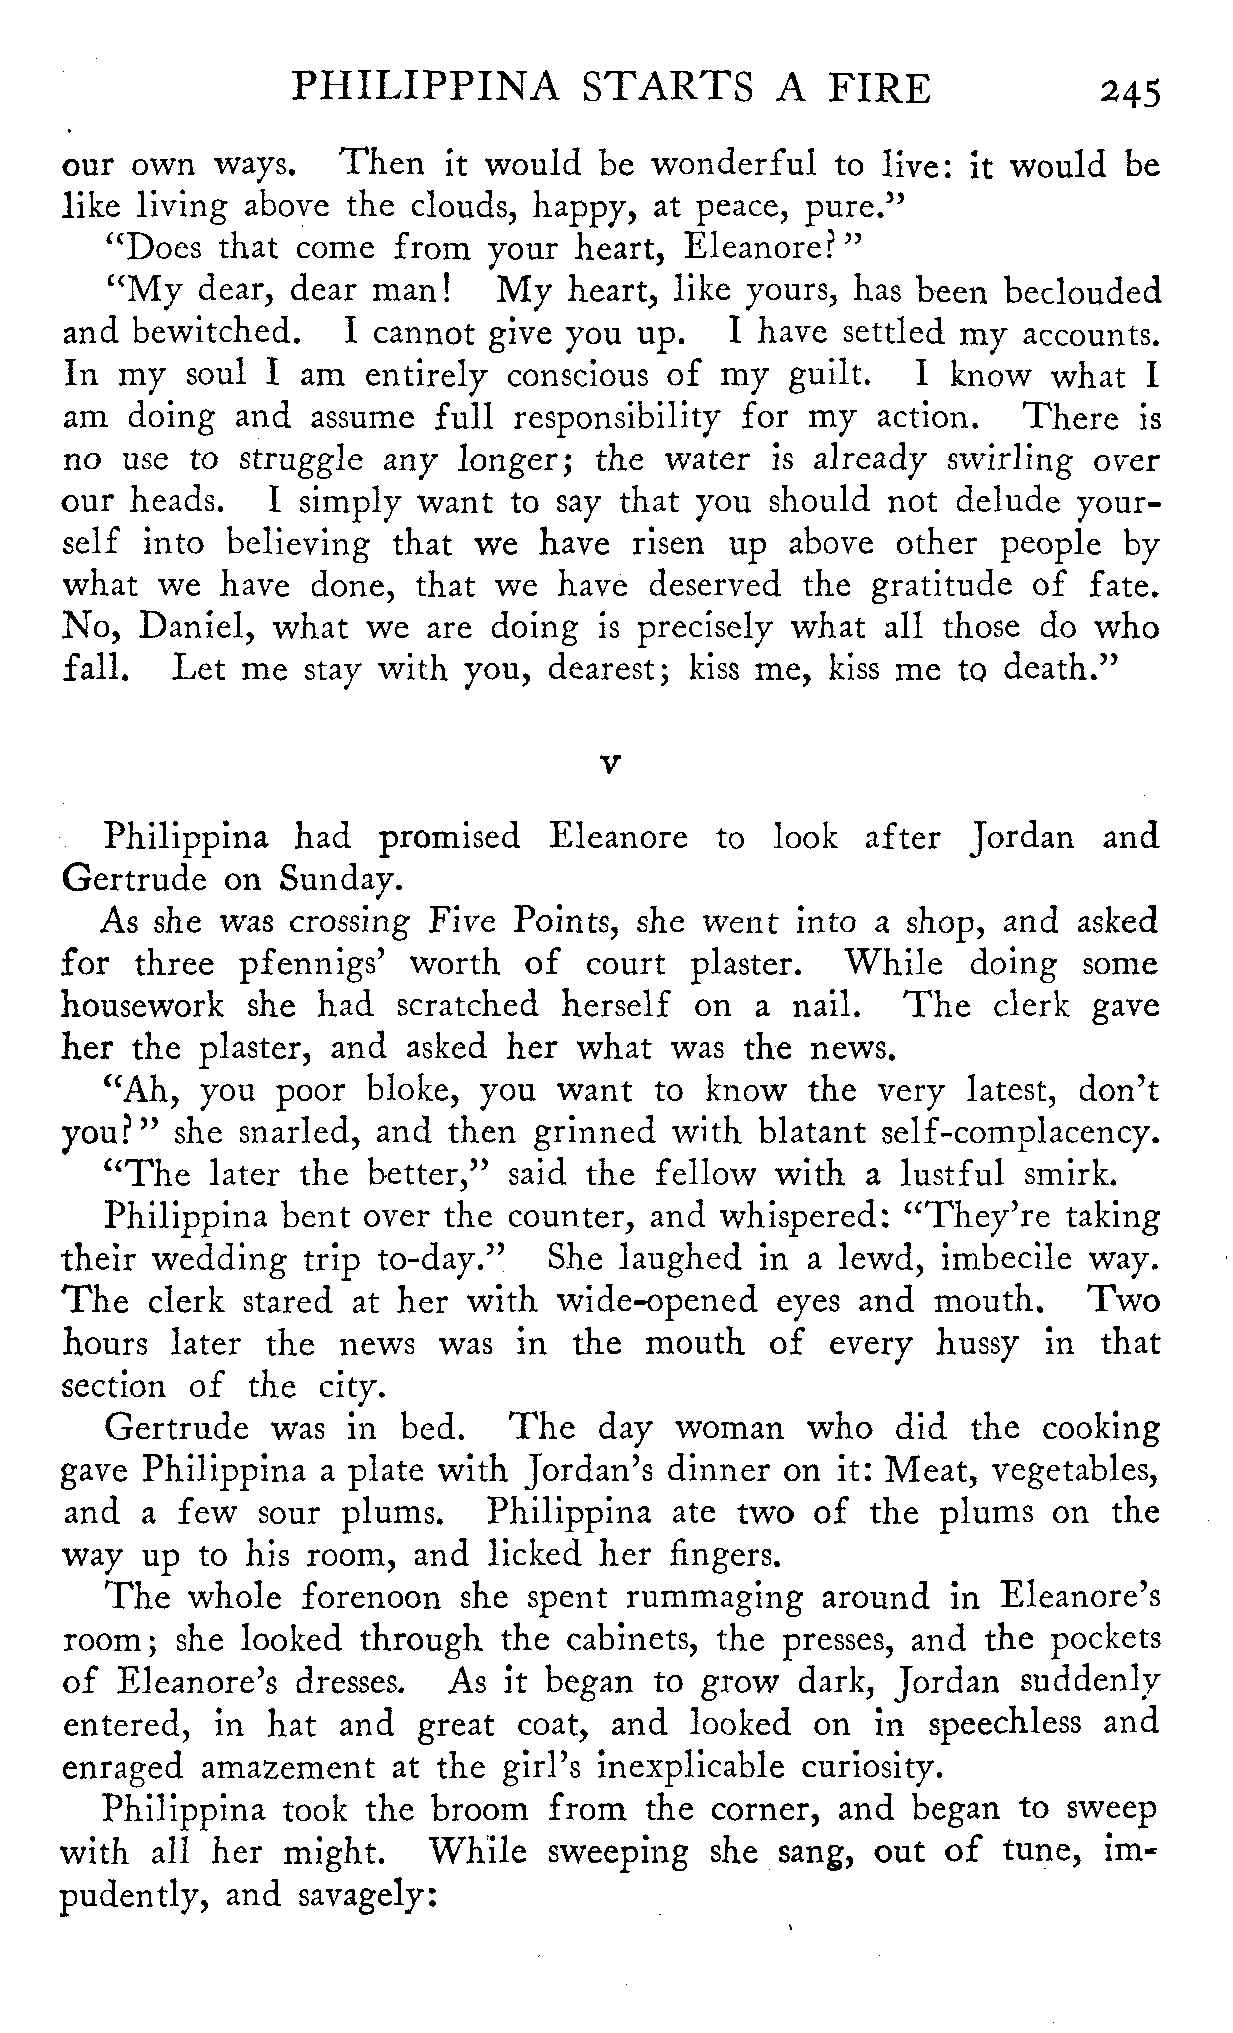 PHILIPPINA STARTS A FIRE 245
our own ways. Then it would be wonderful to live: it would be
like living above the clouds, happy, at peace, pure.”
“Does that come from your heart, Eleanore?”
“My dear, dear man! My heart, like yours, has been beclouded
and bewitched. I cannot give you up. I have settled my accounts.
In my soul I am entirely conscious of my guilt. I know what I
am doing and assume full responsibility for my action. There is
no use to struggle any longer; the water is already swirling over
our heads. I simply want to say that you should not delude your-
self into believing that we have risen up above other people by
what we have done, that we have deserved the gratitude of fate.
No, Daniel, what we are doing is precisely what all those do who
fall. Let me stay with you, dearest; kiss me, kiss me to death.”
V
Philippina had promised Eleanore to look after Jordan and
Gertrude on Sunday.
As she was crossing Five Points, she went into a shop, and asked
for three pfennigs’ worth of court plaster. While doing some
housework she had scratched herself on a nail. The clerk gave
her the plaster, and asked her what was the news.
“Ah, you poor bloke, you want to know the very latest, don’t
you?” she snarled, and then grinned with blatant self-complacency.
“The later the better,” said the fellow with a lustful smirk.
Philippina bent over the counter, and whispered: “They’re taking
their wedding trip to-day.” She laughed in a lewd, imbecile way.
The clerk stared at her with wide-opened eyes and mouth. Two
hours later the news was in the mouth of every hussy in that
section of the city.
Gertrude was in bed. The day woman who did the cooking
gave Philippina a plate with Jordan’s dinner on it: Meat, vegetables,
and a few sour plums. Philippina ate two of the plums on the
way up to his room, and licked her fingers.
The whole forenoon she spent rummaging around in Eleanore’s
room; she looked through the cabinets, the presses, and the pockets
of Eleanore’s dresses. As it began to grow dark, Jordan suddenly
entered, in hat and great coat, and looked on in speechless and
enraged amazement at the girl’s inexplicable curiosity.
Philippina took the broom from the corner, and began to sweep
with all her might. While sweeping she sang, out of tune, im-
pudently, and savagely: